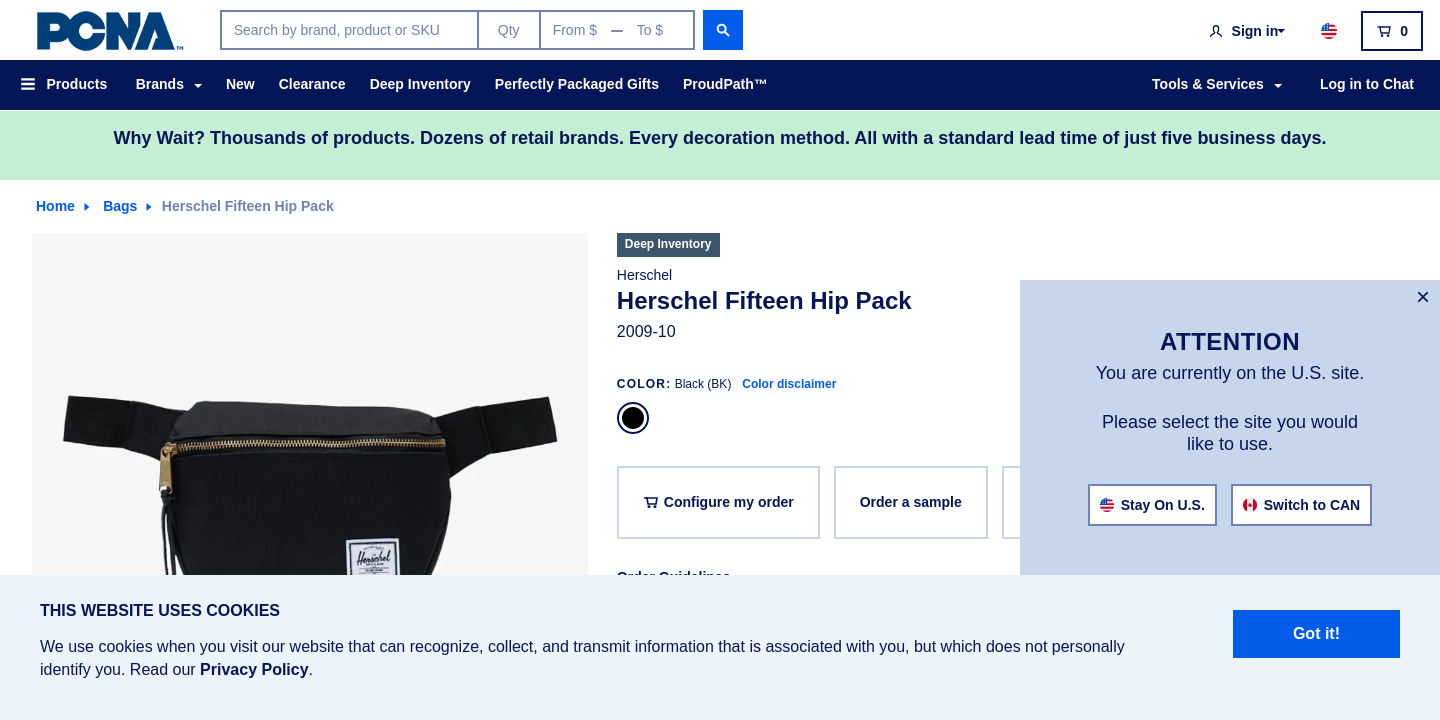 PCNA™
Search by brand, product or SKU
Qty
From $ — To $
Sign in
0
Products
Brands
New
Clearance
Deep Inventory
Perfectly Packaged Gifts
ProudPath™
Tools & Services
Log in to Chat
Why Wait? Thousands of products. Dozens of retail brands. Every decoration method. All with a standard lead time of just five business days.
Home
Bags
Herschel Fifteen Hip Pack
Deep Inventory
Herschel
Herschel Fifteen Hip Pack
2009-10
COLOR: Black (BK) Color disclaimer
Configure my order
Order a sample
Order Guidelines
Herschel
×
ATTENTION
You are currently on the U.S. site.
Please select the site you would
like to use.
Stay On U.S.
Switch to CAN
THIS WEBSITE USES COOKIES
We use cookies when you visit our website that can recognize, collect, and transmit information that is associated with you, but which does not personally
identify you. Read our Privacy Policy.
Got it!